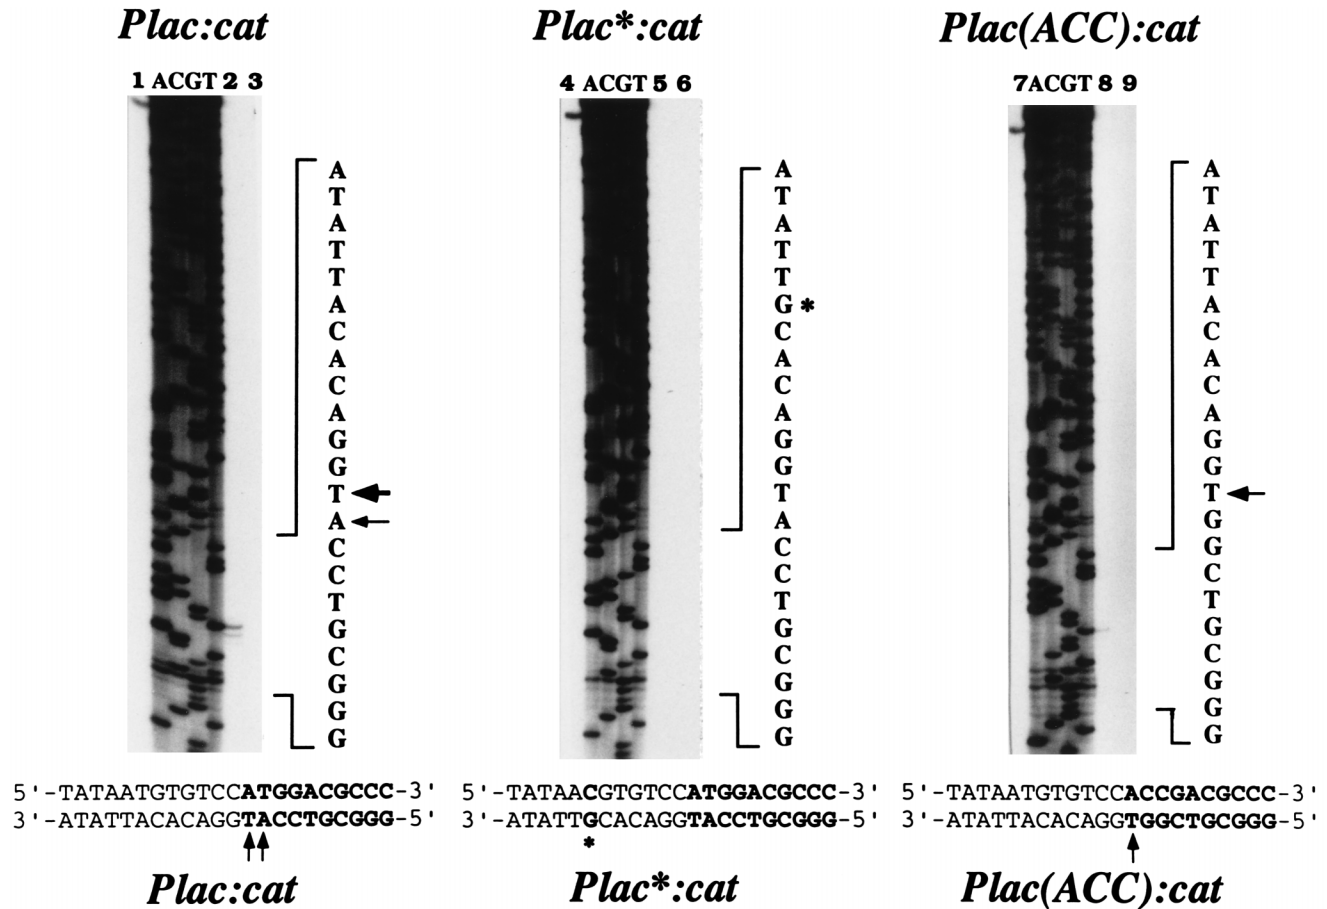 Plac:cat Plac*:cat Plac(ACC):cat
1 ACGT 2 3 4 ACGT 5 6 7ACGT 8 9
A A A
T T T
A A A
T T T
T T T
A G * A
C C C
A A A
C C C
A A A
G G G
G G G
T T T
A A G
C C G
C C C
T T T
G G G
C C C
G G G
G G G
G G G
5'-TATAATGTGTCCATGGACGCCC-3' 5'-TATAACGTGTCCATGGACGCCC-3' 5'-TATAATGTGTCCACCGACGCCC-3'
3'-ATATTACACAGGTACCTGCGGG-5' 3'-ATATTGCACAGGTACCTGCGGG-5' 3'-ATATTACACAGGTGGCTGCGGG-5'
*
Plac:cat Plac*:cat Plac(ACC):cat